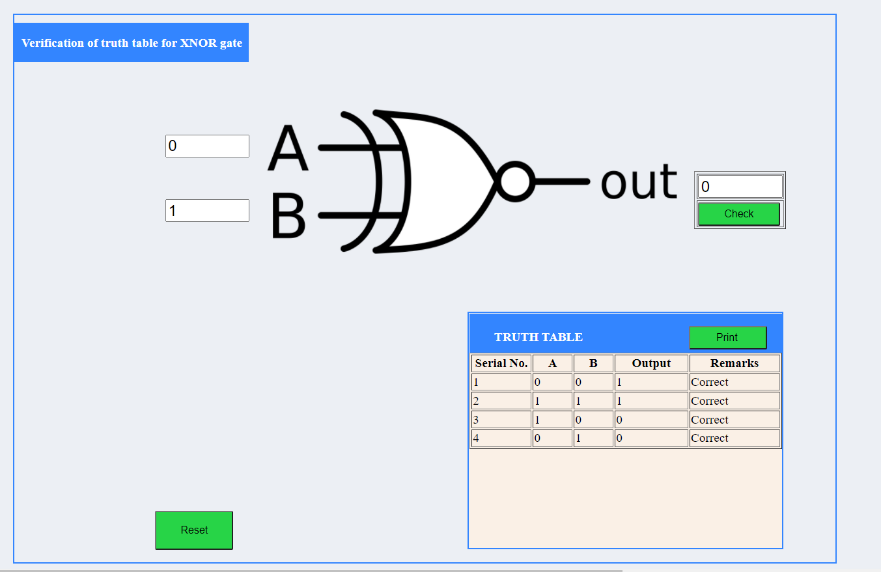 Verification of truth table for XNOR gate
0
A
1
B
out
0
Check
TRUTH TABLE
Print
Serial No. A B Output Remarks
1 0 0 1 Correct
2 1 1 1 Correct
3 1 0 0 Correct
4 0 1 0 Correct
Reset